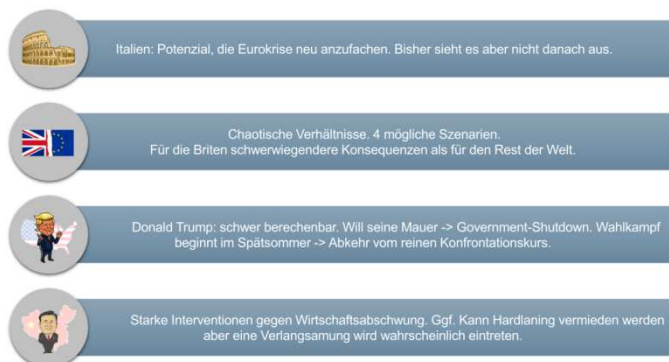 Italien: Potenzial, die Eurokrise neu anzufachen. Bisher sieht es aber nicht danach aus.
Chaotische Verhältnisse. 4 mögliche Szenarien.
Für die Briten schwerwiegendere Konsequenzen als für den Rest der Welt.
Donald Trump: schwer berechenbar. Will seine Mauer -> Government-Shutdown. Wahlkampf
beginnt im Spätsommer -> Abkehr vom reinen Konfrontationskurs.
Starke Interventionen gegen Wirtschaftsabschwung. Ggf. Kann Hardlaning vermieden werden
aber eine Verlangsamung wird wahrscheinlich eintreten.